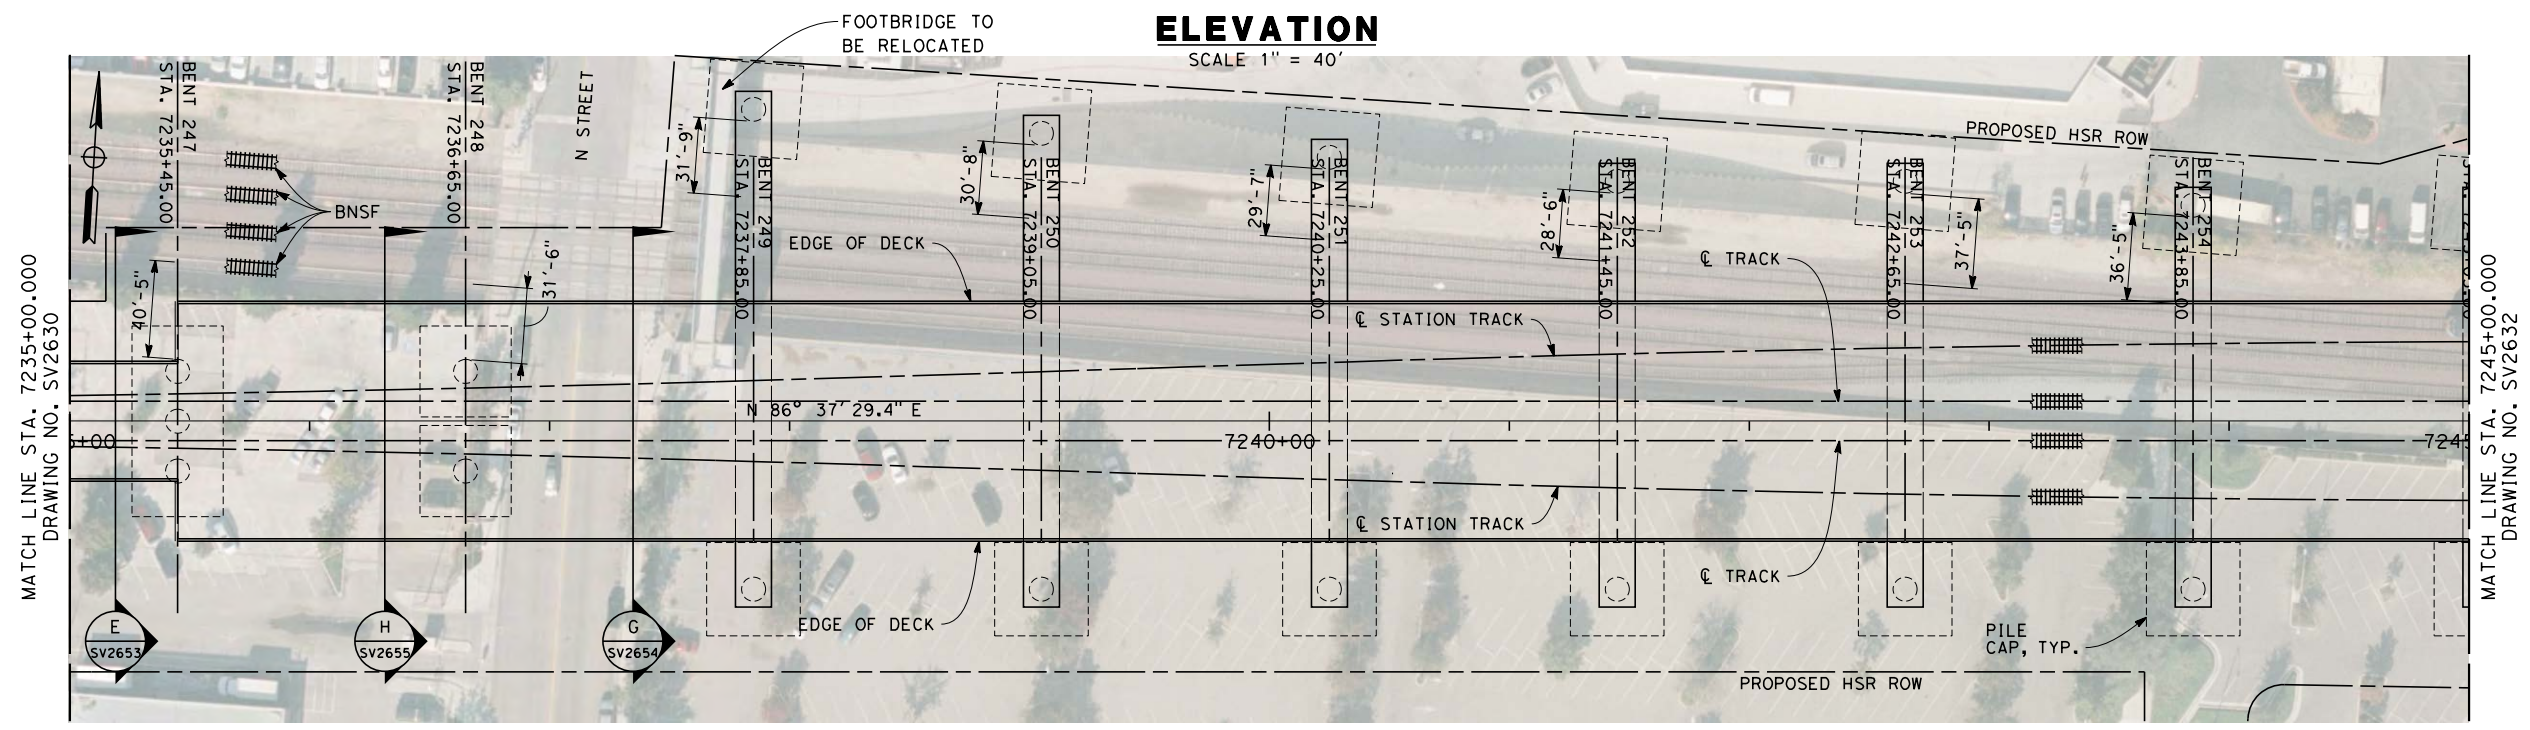 FOOTBRIDGE TO
BE RELOCATED
ELEVATION
SCALE 1" = 40'
BENT 247
STA. 7235+45.00
BENT 248
STA. 7236+65.00
N STREET
BNSF
31'-9"
BENT 249
STA. 7237+85.00
30'-8"
BENT 250
STA. 7239+05.00
29'-7"
BENT 251
STA. 7240+25.00
28'-6"
BENT 252
STA. 7241+45.00
BENT 253
STA. 7242+65.00
37'-5"
36'-5"
BENT 254
STA. 7243+85.00
PROPOSED HSR ROW
EDGE OF DECK
40'-5"
31'-6"
℄ TRACK
℄ STATION TRACK
N 86° 37' 29.4" E
5+00
7240+00
7245
℄ STATION TRACK
℄ TRACK
EDGE OF DECK
E
SV2653
H
SV2655
G
SV2654
PILE
CAP, TYP.
PROPOSED HSR ROW
MATCH LINE STA. 7235+00.000
DRAWING NO. SV2630
MATCH LINE STA. 7245+00.000
DRAWING NO. SV2632